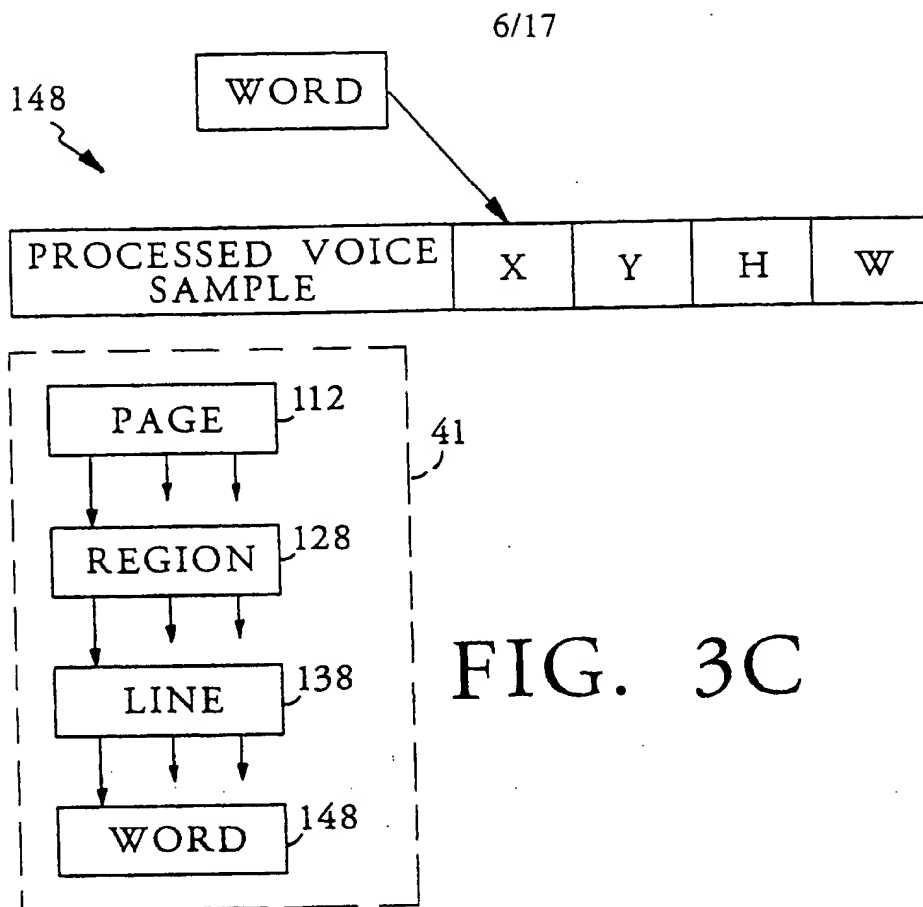 6/17
WORD
148
PROCESSED VOICE SAMPLE X Y H W
PAGE 112
41
REGION 128
LINE 138
WORD 148
FIG. 3C